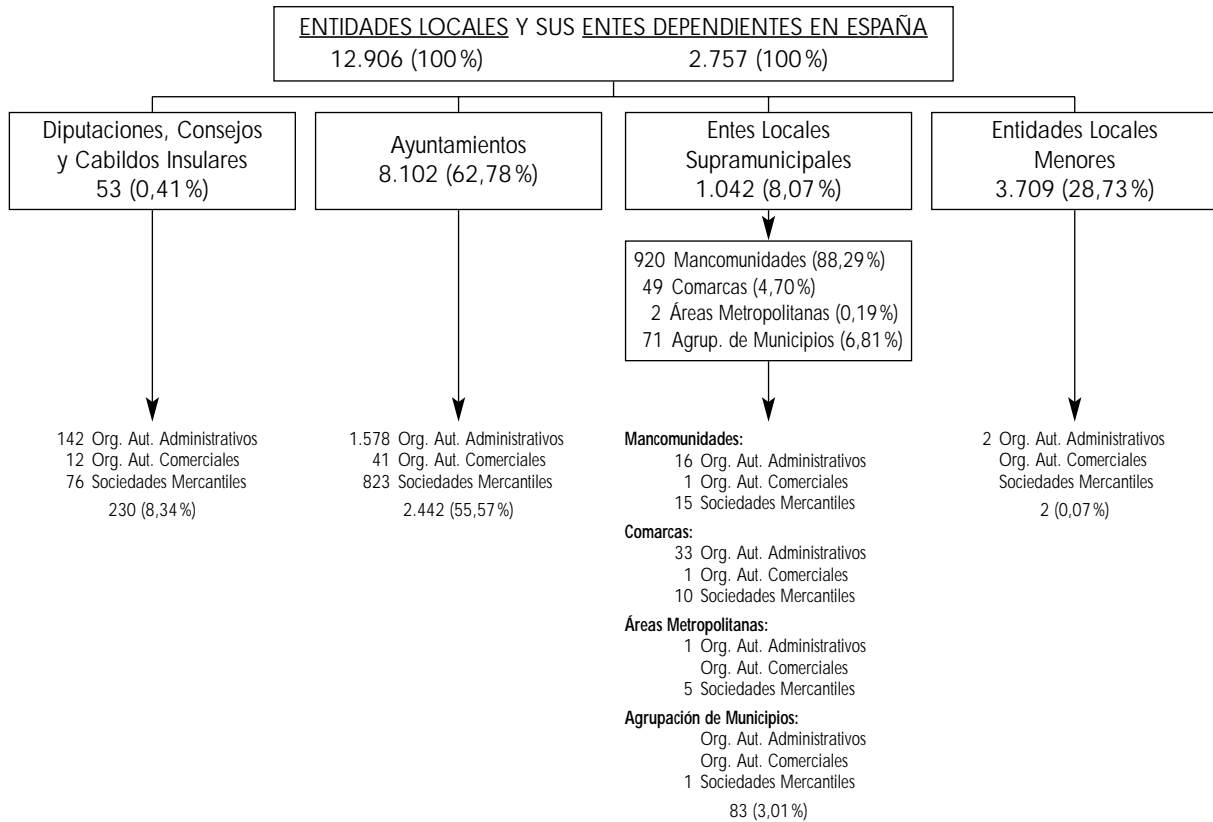 ENTIDADES LOCALES Y SUS ENTES DEPENDIENTES EN ESPAÑA
12.906 (100%) 2.757 (100%)
Diputaciones, Consejos
y Cabildos Insulares
53 (0,41%)
Ayuntamientos
8.102 (62,78%)
Entes Locales
Supramunicipales
1.042 (8,07%)
Entidades Locales
Menores
3.709 (28,73%)
920 Mancomunidades (88,29%)
49 Comarcas (4,70%)
2 Áreas Metropolitanas (0,19%)
71 Agrup. de Municipios (6,81%)
142 Org. Aut. Administrativos
12 Org. Aut. Comerciales
76 Sociedades Mercantiles
230 (8,34%)
1.578 Org. Aut. Administrativos
41 Org. Aut. Comerciales
823 Sociedades Mercantiles
2.442 (55,57%)
Mancomunidades:
16 Org. Aut. Administrativos
1 Org. Aut. Comerciales
15 Sociedades Mercantiles
Comarcas:
33 Org. Aut. Administrativos
1 Org. Aut. Comerciales
10 Sociedades Mercantiles
Áreas Metropolitanas:
1 Org. Aut. Administrativos
Org. Aut. Comerciales
5 Sociedades Mercantiles
Agrupación de Municipios:
Org. Aut. Administrativos
Org. Aut. Comerciales
1 Sociedades Mercantiles
83 (3,01%)
2 Org. Aut. Administrativos
Org. Aut. Comerciales
Sociedades Mercantiles
2 (0,07%)